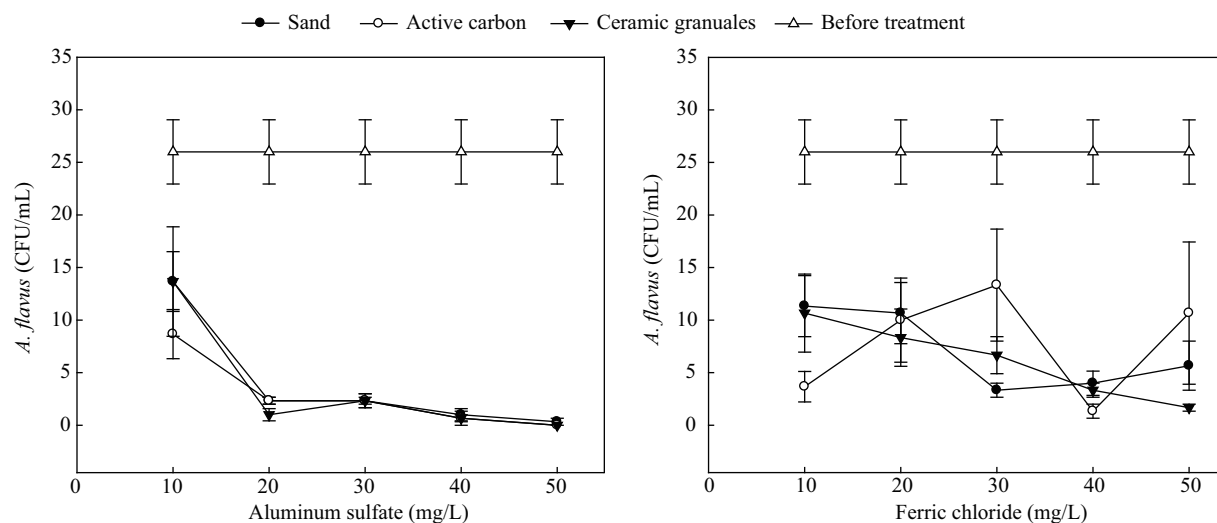 Sand Active carbon Ceramic granuales Before treatment
35
30
25
20
15
10
5
0
A. flavus (CFU/mL)
0 10 20 30 40 50
Aluminum sulfate (mg/L)
35
30
25
20
15
10
5
0
A. flavus (CFU/mL)
0 10 20 30 40 50
Ferric chloride (mg/L)